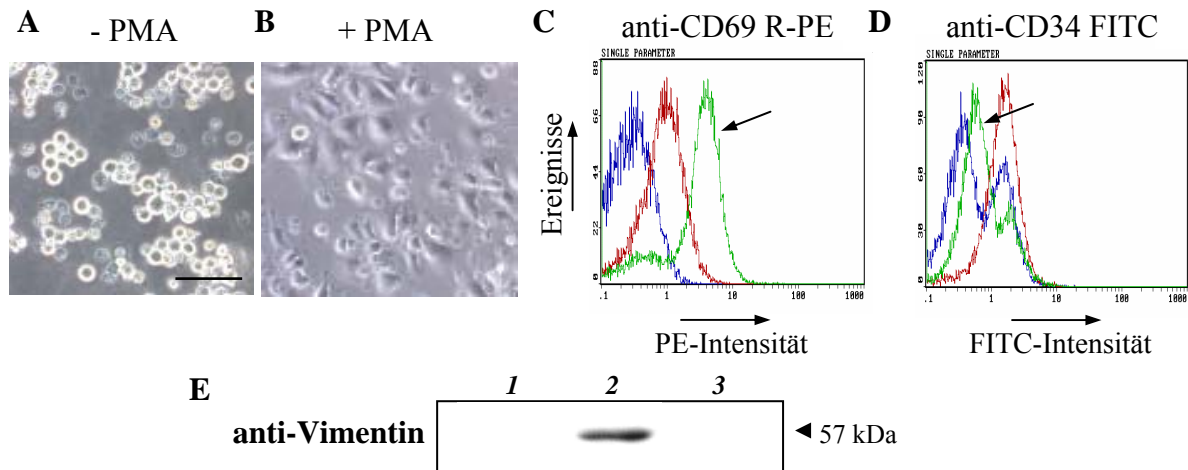 A - PMA
B + PMA
C anti-CD69 R-PE
D anti-CD34 FITC
SINGLE PARAMETER
88
66
44
22
0
Ereignisse
.1 1 10 100 1000
PE-Intensität
SINGLE PARAMETER
120
90
60
30
0
.1 1 10 100 1000
FITC-Intensität
E 1 2 3
anti-Vimentin
57 kDa